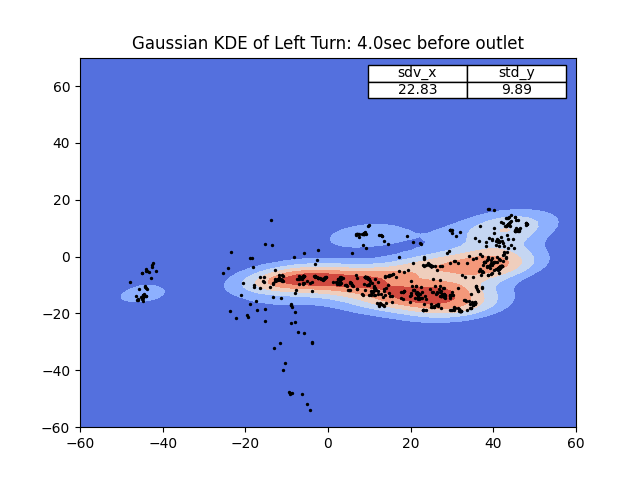 Gaussian KDE of Left Turn: 4.0sec before outlet
sdv_x std_y
22.83 9.89
60
40
20
0
−20
−40
−60
−60 −40 −20 0 20 40 60